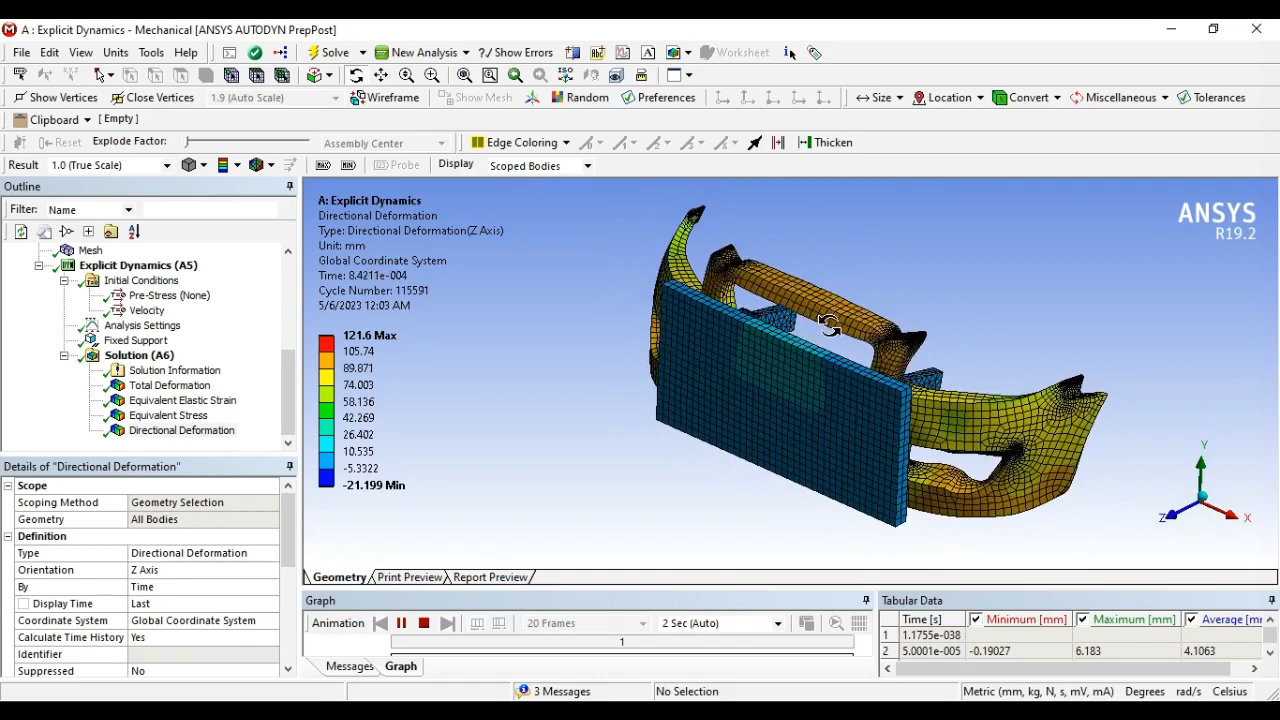 A : Explicit Dynamics - Mechanical [ANSYS AUTODYN PrepPost]
File Edit View Units Tools Help Solve New Analysis ?/ Show Errors Worksheet
Show Vertices Close Vertices 1.9 (Auto Scale) Wireframe Show Mesh Random Preferences Size Location Convert Miscellaneous Tolerances
Clipboard [ Empty ]
Reset Explode Factor: Assembly Center Edge Coloring Thicken
Result 1.0 (True Scale) Probe Display Scoped Bodies
Outline
Filter: Name
Mesh
Explicit Dynamics (A5)
Initial Conditions
Pre-Stress (None)
Velocity
Analysis Settings
Fixed Support
Solution (A6)
Solution Information
Total Deformation
Equivalent Elastic Strain
Equivalent Stress
Directional Deformation
Details of "Directional Deformation"
Scope
Scoping Method Geometry Selection
Geometry All Bodies
Definition
Type Directional Deformation
Orientation Z Axis
By Time
Display Time Last
Coordinate System Global Coordinate System
Calculate Time History Yes
Identifier
Suppressed No
A: Explicit Dynamics
Directional Deformation
Type: Directional Deformation(Z Axis)
Unit: mm
Global Coordinate System
Time: 8.4211e-004
Cycle Number: 115591
5/6/2023 12:03 AM
121.6 Max
105.74
89.871
74.003
58.136
42.269
26.402
10.535
-5.3322
-21.199 Min
ANSYS
R19.2
Y
Z
X
Geometry Print Preview Report Preview
Graph
Animation 20 Frames 2 Sec (Auto)
1
Messages Graph
Tabular Data
Time [s] Minimum [mm] Maximum [mm] Average [mm
1 1.1755e-038
2 5.0001e-005 -0.19027 6.183 4.1063
3 Messages No Selection Metric (mm, kg, N, s, mV, mA) Degrees rad/s Celsius